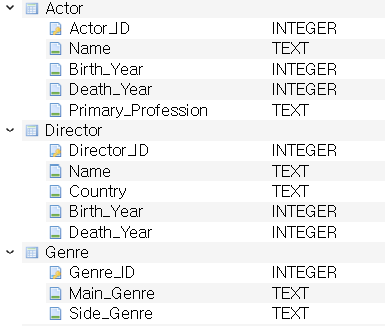 Actor
Actor_ID INTEGER
Name TEXT
Birth_Year INTEGER
Death_Year INTEGER
Primary_Profession TEXT
Director
Director_ID INTEGER
Name TEXT
Country TEXT
Birth_Year INTEGER
Death_Year INTEGER
Genre
Genre_ID INTEGER
Main_Genre TEXT
Side_Genre TEXT